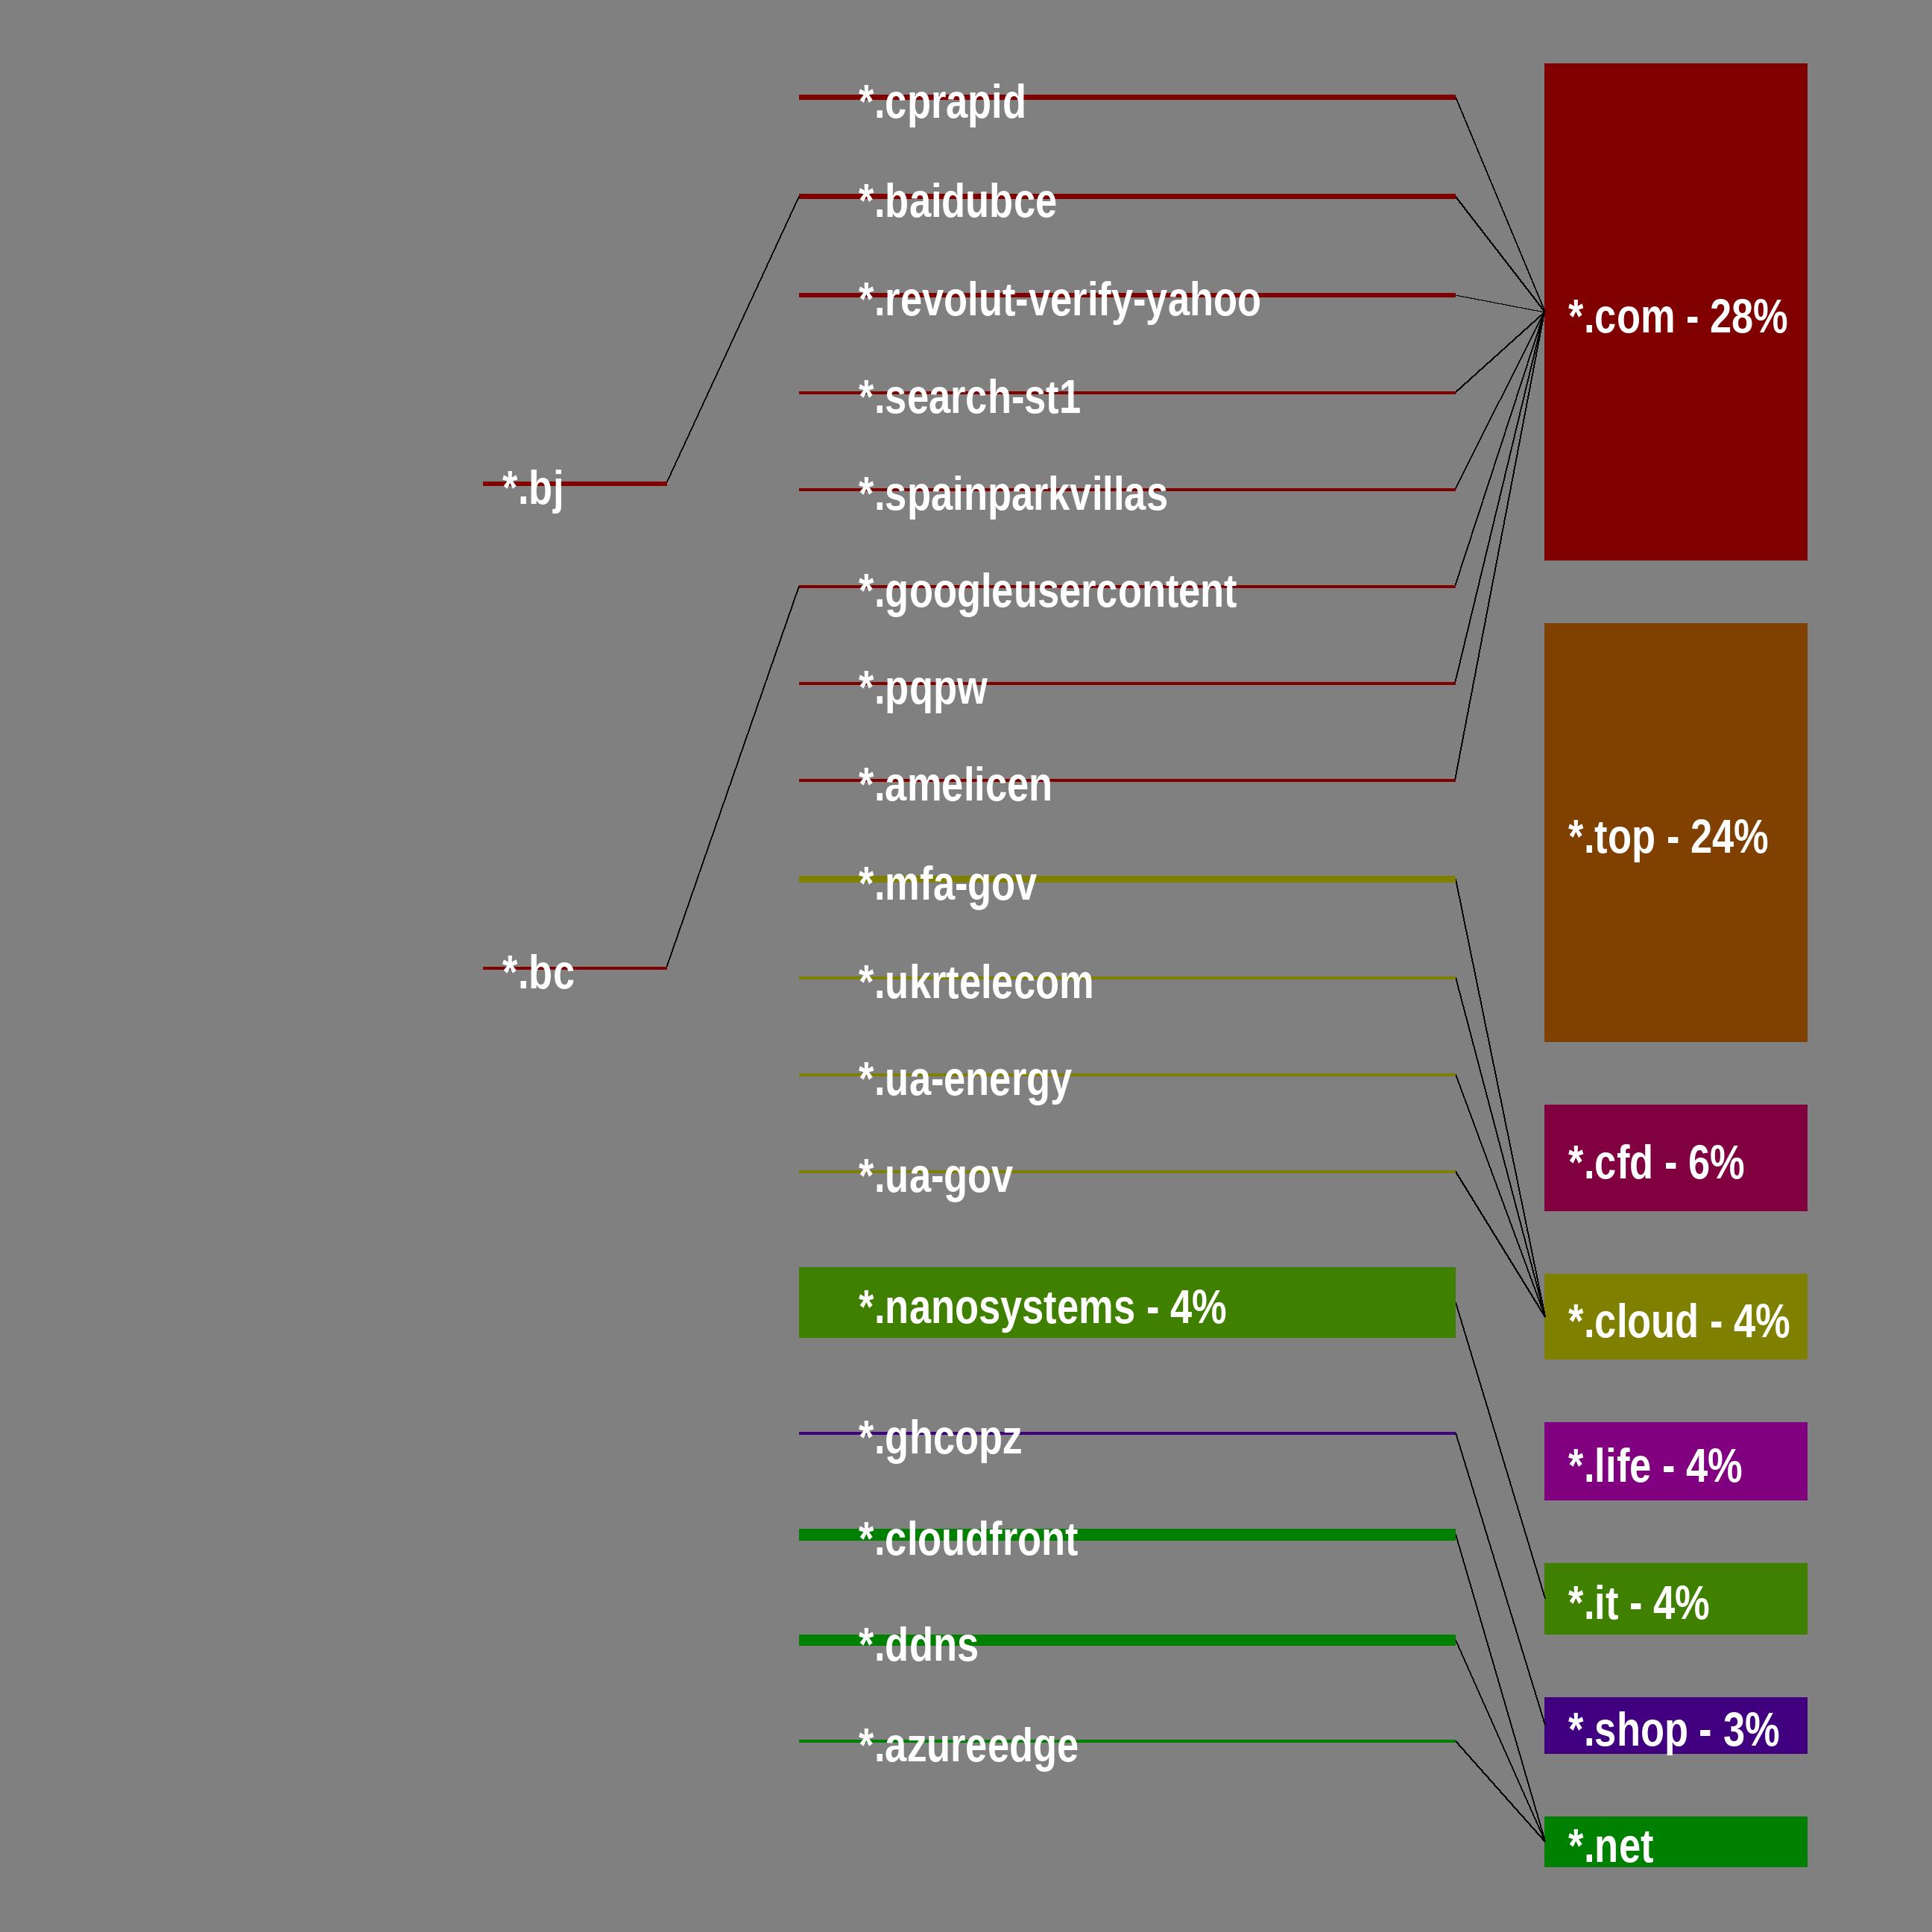 *.bj
*.bc
*.cprapid
*.baidubce
*.revolut-verify-yahoo
*.search-st1
*.spainparkvillas
*.googleusercontent
*.pqpw
*.amelicen
*.mfa-gov
*.ukrtelecom
*.ua-energy
*.ua-gov
*.nanosystems - 4%
*.ghcopz
*.cloudfront
*.ddns
*.azureedge
*.com - 28%
*.top - 24%
*.cfd - 6%
*.cloud - 4%
*.life - 4%
*.it - 4%
*.shop - 3%
*.net